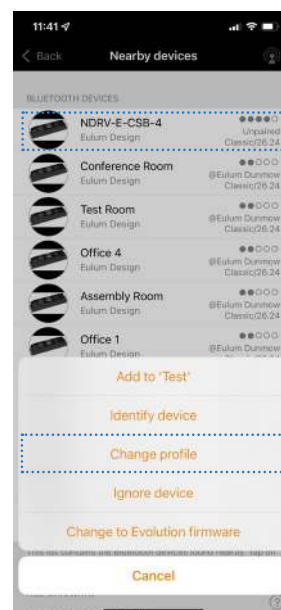 11:41
Back
Nearby devices
BLUETOOTH DEVICES
NDRV-E-CSB-4
Eulum Design
Unpaired
Classic/26.24
Conference Room
Eulum Design
@Eulum Dunmow
Classic/26.24
Test Room
Eulum Design
@Eulum Dunmow
Classic/26.24
Office 4
Eulum Design
@Eulum Dunmow
Classic/26.24
Assembly Room
Eulum Design
@Eulum Dunmow
Classic/26.24
Office 1
Eulum Design
@Eulum Dunmow
Add to 'Test'
Identify device
Change profile
Ignore device
Change to Evolution firmware
Cancel